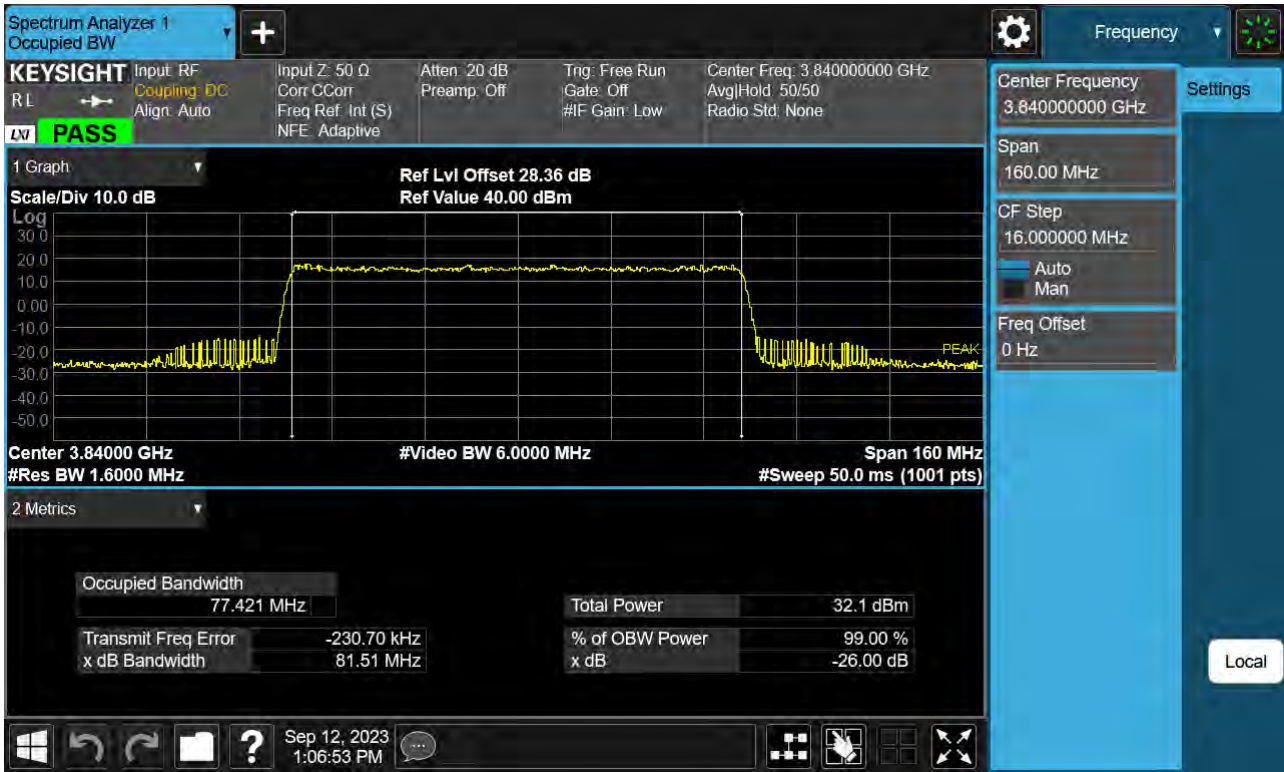 Spectrum Analyzer 1
Occupied BW
+
Frequency
KEYSIGHT
RL
LXI
PASS
Input: RF
Coupling: DC
Align: Auto
Input Z: 50 Ω
Corr CCorr
Freq Ref: Int (S)
NFE: Adaptive
Atten: 20 dB
Preamp: Off
Trig: Free Run
Gate: Off
#IF Gain: Low
Center Freq: 3.840000000 GHz
Avg|Hold: 50/50
Radio Std: None
1 Graph
Scale/Div 10.0 dB
Ref Lvl Offset 28.36 dB
Ref Value 40.00 dBm
Log
30.0
20.0
10.0
0.00
-10.0
-20.0
-30.0
-40.0
-50.0
PEAK
Center 3.84000 GHz
#Video BW 6.0000 MHz
Span 160 MHz
#Res BW 1.6000 MHz
#Sweep 50.0 ms (1001 pts)
2 Metrics
Occupied Bandwidth
77.421 MHz
Total Power 32.1 dBm
Transmit Freq Error -230.70 kHz
% of OBW Power 99.00 %
x dB Bandwidth 81.51 MHz
x dB -26.00 dB
Center Frequency
3.840000000 GHz
Settings
Span
160.00 MHz
CF Step
16.000000 MHz
Auto
Man
Freq Offset
0 Hz
Local
?
Sep 12, 2023
1:06:53 PM